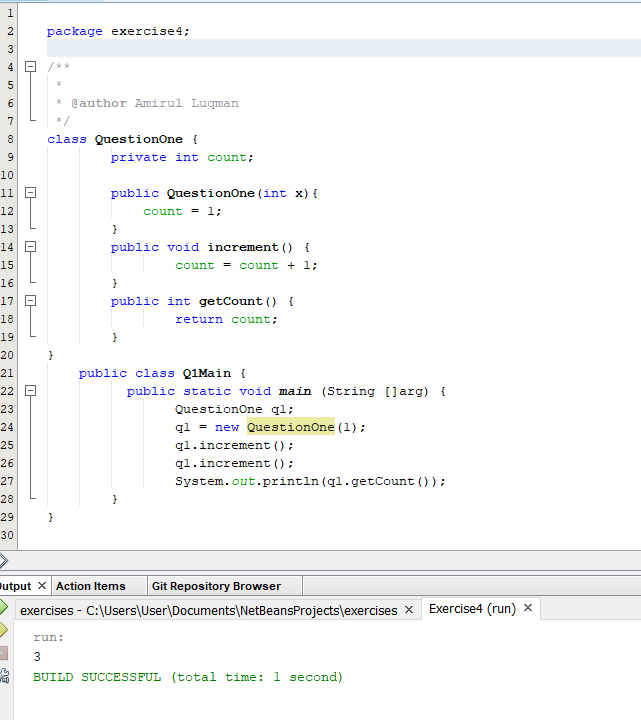 1
2 package exercise4;
3
4 /**
5 *
6 * @author Amirul Luqman
7 */
8 class QuestionOne {
9 private int count;
10
11 public QuestionOne(int x){
12 count = 1;
13 }
14 public void increment() {
15 count = count + 1;
16 }
17 public int getCount() {
18 return count;
19 }
20 }
21 public class Q1Main {
22 public static void main (String []arg) {
23 QuestionOne q1;
24 q1 = new QuestionOne(1);
25 q1.increment();
26 q1.increment();
27 System.out.println(q1.getCount());
28 }
29 }
30
utput × Action Items Git Repository Browser
exercises - C:\Users\User\Documents\NetBeansProjects\exercises × Exercise4 (run) ×
run:
3
BUILD SUCCESSFUL (total time: 1 second)